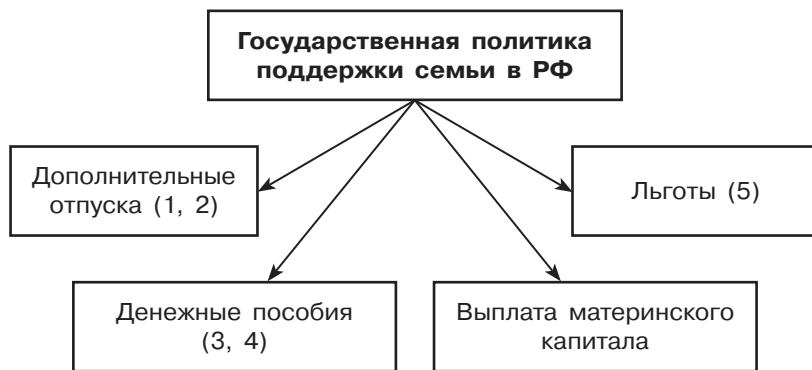 Государственная политика
поддержки семьи в РФ
Дополнительные
отпуска (1, 2)
Льготы (5)
Денежные пособия
(3, 4)
Выплата материнского
капитала